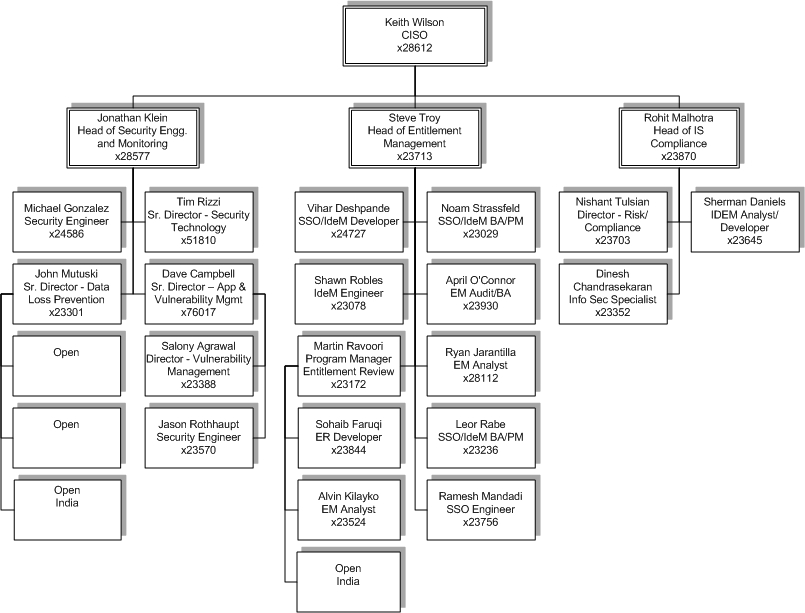 Keith Wilson
CISO
x28612
Jonathan Klein
Head of Security Engg.
and Monitoring
x28577
Steve Troy
Head of Entitlement
Management
x23713
Rohit Malhotra
Head of IS
Compliance
x23870
Michael Gonzalez
Security Engineer
x24586
Tim Rizzi
Sr. Director - Security
Technology
x51810
Vihar Deshpande
SSO/IdeM Developer
x24727
Noam Strassfeld
SSO/IdeM BA/PM
x23029
Nishant Tulsian
Director - Risk/
Compliance
x23703
Sherman Daniels
IDEM Analyst/
Developer
x23645
John Mutuski
Sr. Director - Data
Loss Prevention
x23301
Dave Campbell
Sr. Director – App &
Vulnerability Mgmt
x76017
Shawn Robles
IdeM Engineer
x23078
April O'Connor
EM Audit/BA
x23930
Dinesh
Chandrasekaran
Info Sec Specialist
x23352
Open
Salony Agrawal
Director - Vulnerability
Management
x23388
Martin Ravoori
Program Manager
Entitlement Review
x23172
Ryan Jarantilla
EM Analyst
x28112
Open
Jason Rothhaupt
Security Engineer
x23570
Sohaib Faruqi
ER Developer
x23844
Leor Rabe
SSO/IdeM BA/PM
x23236
Open
India
Alvin Kilayko
EM Analyst
x23524
Ramesh Mandadi
SSO Engineer
x23756
Open
India